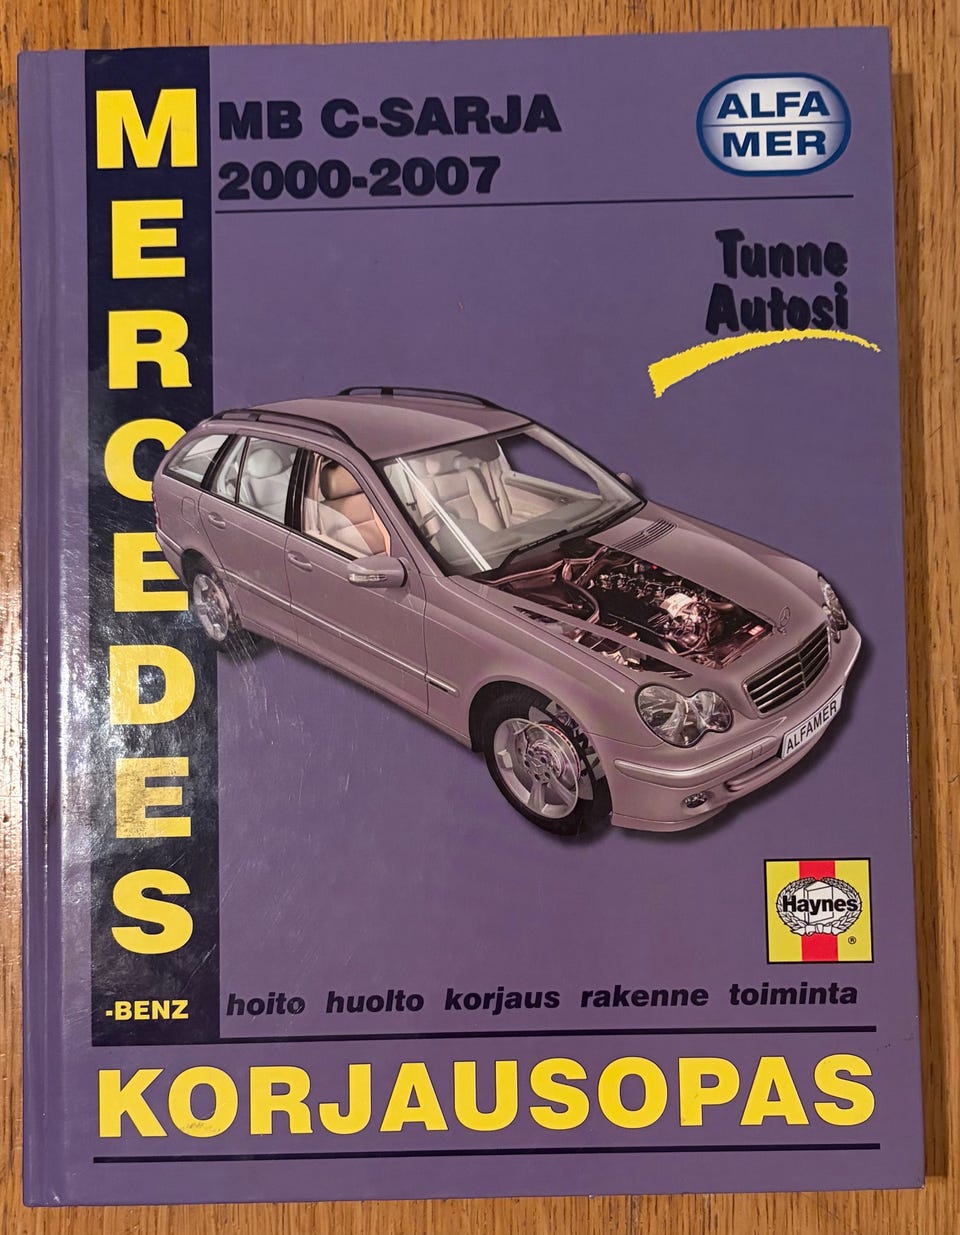 MERCEDES
-BENZ
MB C-SARJA
2000-2007
ALFA
MER
Tunne
Autosi
ALFAMER
Haynes
®
hoito huolto korjaus rakenne toiminta
KORJAUSOPAS